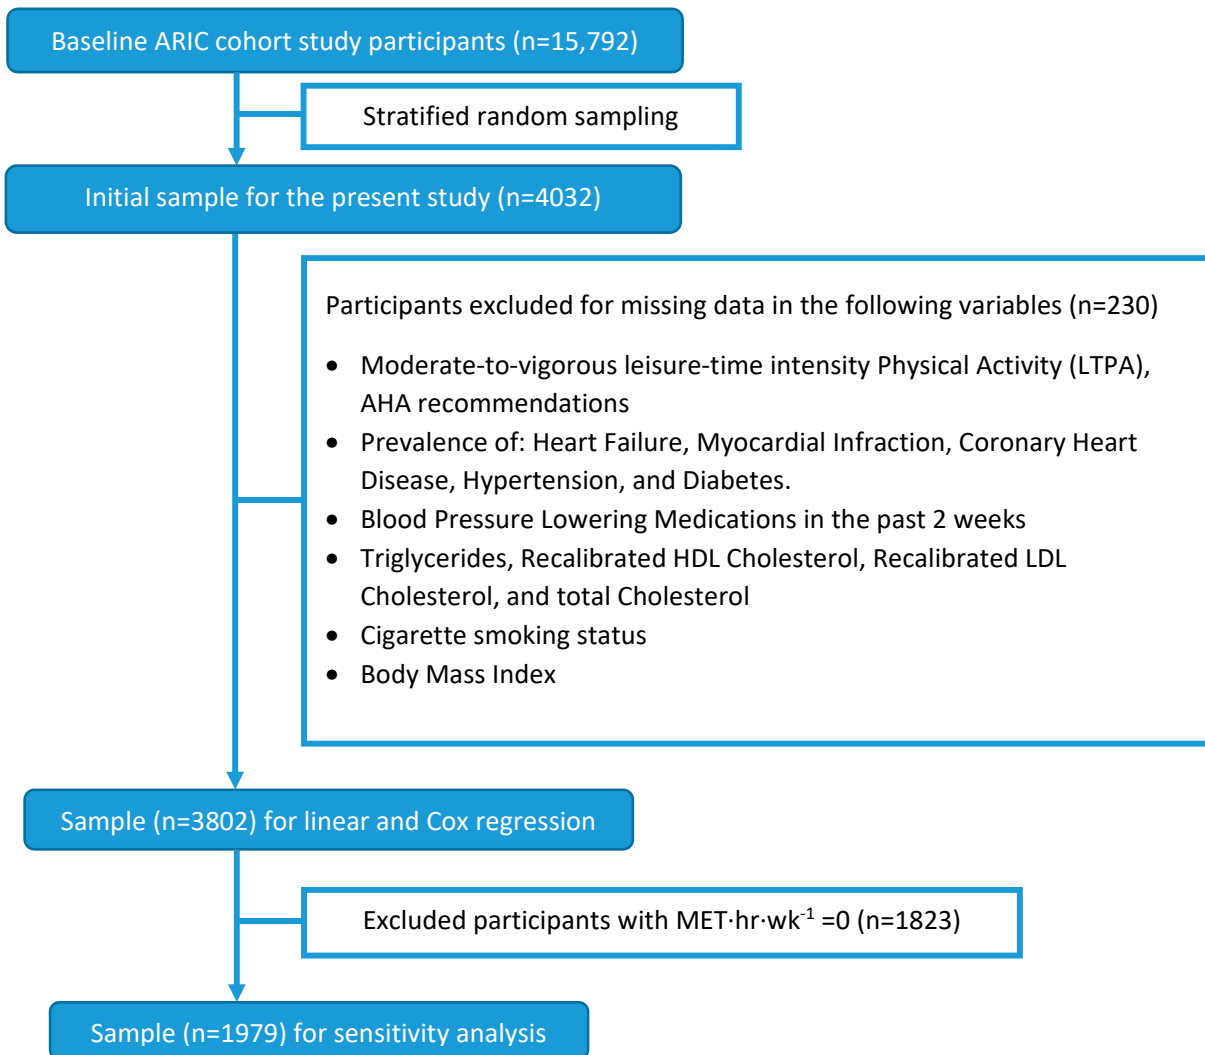 Baseline ARIC cohort study participants (n=15,792)
Stratified random sampling
Initial sample for the present study (n=4032)
Participants excluded for missing data in the following variables (n=230)
• Moderate-to-vigorous leisure-time intensity Physical Activity (LTPA),
AHA recommendations
• Prevalence of: Heart Failure, Myocardial Infraction, Coronary Heart
Disease, Hypertension, and Diabetes.
• Blood Pressure Lowering Medications in the past 2 weeks
• Triglycerides, Recalibrated HDL Cholesterol, Recalibrated LDL
Cholesterol, and total Cholesterol
• Cigarette smoking status
• Body Mass Index
Sample (n=3802) for linear and Cox regression
Excluded participants with MET·hr·wk⁻¹ =0 (n=1823)
Sample (n=1979) for sensitivity analysis